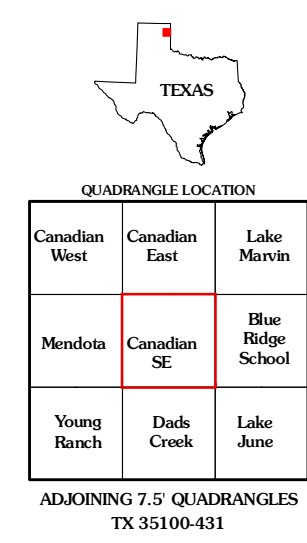 TEXAS
QUADRANGLE LOCATION
Canadian
West
Canadian
East
Lake
Marvin
Mendota
Canadian
SE
Blue
Ridge
School
Young
Ranch
Dads
Creek
Lake
June
ADJOINING 7.5' QUADRANGLES
TX 35100-431